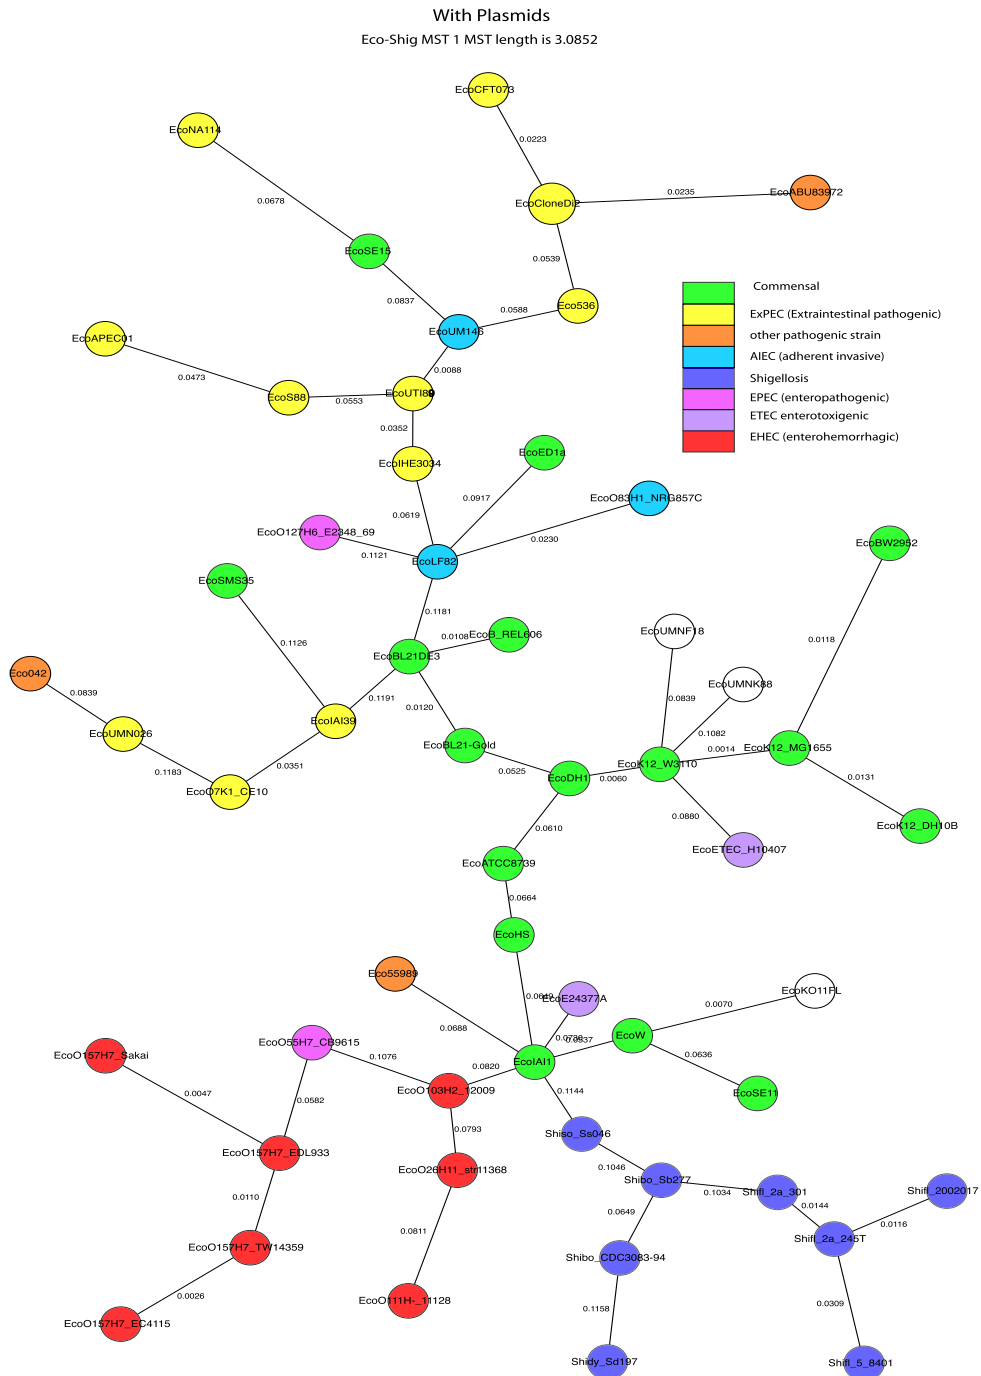 With Plasmids
Eco-Shig MST 1 MST length is 3.0852
EcoCFT073
EcoNA114
0.0223
EcoABU83972
0.0235
EcoCloneDi2
0.0678
EcoSE15
0.0539
Commensal
0.0837
Eco536
ExPEC (Extraintestinal pathogenic)
0.0588
EcoUM146
other pathogenic strain
EcoAPEC01
AIEC (adherent invasive)
0.0088
0.0473
Shigellosis
EcoUTI89
EcoS88
0.0553
EPEC (enteropathogenic)
ETEC enterotoxigenic
0.0352
EHEC (enterohemorrhagic)
EcoED1a
EcoIHE3034
0.0917
EcoO83H1_NRG857C
0.0619
EcoO127H6_E2348_69
0.0230
EcoBW2952
0.1121
EcoLF82
EcoSMS35
0.1181
EcoUMNF18
EcoB_REL606
0.0108
0.0118
0.1126
EcoBL21DE3
Eco042
EcoUMNK88
0.0839
0.0839
0.1191
0.0120
EcoIAI39
EcoUMN026
0.1082
EcoBL21-Gold
EcoK12_MG1655
0.0014
EcoK12_W3110
0.0351
0.1183
0.0525
EcoDH1
0.0060
EcoO7K1_CE10
0.0131
0.0880
0.0610
EcoK12_DH10B
EcoETEC_H10407
EcoATCC8739
0.0664
EcoHS
Eco55989
EcoKO11FL
0.0649
EcoE24377A
0.0070
0.0688
EcoW
0.0730
0.0537
EcoO55H7_CB9615
EcoO157H7_Sakai
0.1076
0.0636
EcoIAI1
0.0820
EcoO103H2_12009
0.1144
EcoSE11
0.0047
0.0582
0.0793
Shiso_Ss046
EcoO157H7_EDL933
EcoO26H11_str11368
0.1046
Shibo_Sb277
0.1034
Shifl_2a_301
Shifl_2002017
0.0110
0.0144
0.0649
0.0116
0.0811
Shifl_2a_245T
EcoO157H7_TW14359
Shibo_CDC3083-94
0.0026
EcoO111H-_11128
0.0309
0.1158
EcoO157H7_EC4115
Shidy_Sd197
Shifl_5_8401